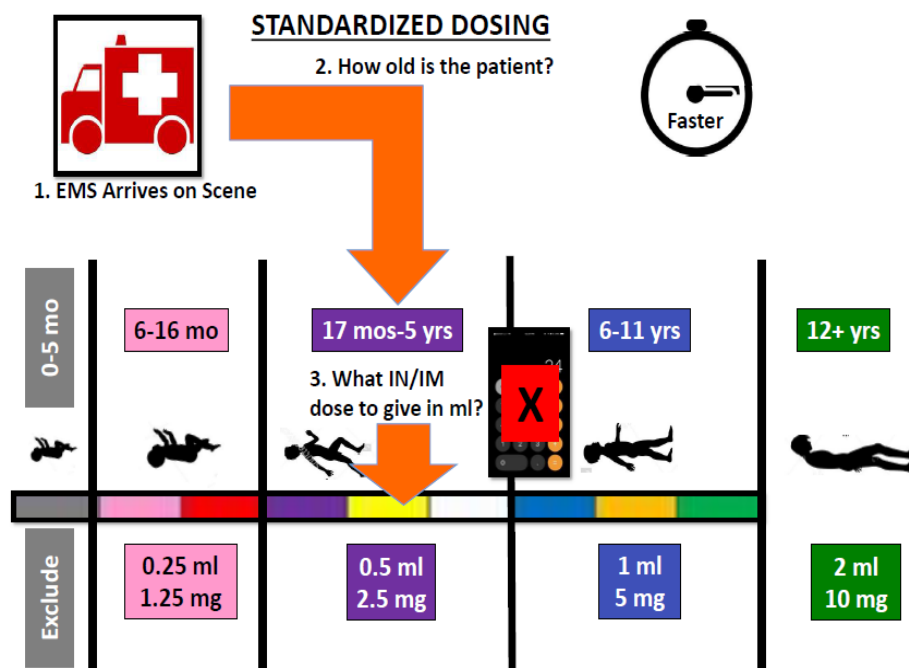 STANDARDIZED DOSING
2. How old is the patient?
Faster
1. EMS Arrives on Scene
0-5 mo
6-16 mo
17 mos-5 yrs
6-11 yrs
12+ yrs
3. What IN/IM
dose to give in ml?
24
X
Exclude
0.25 ml
1.25 mg
0.5 ml
2.5 mg
1 ml
5 mg
2 ml
10 mg